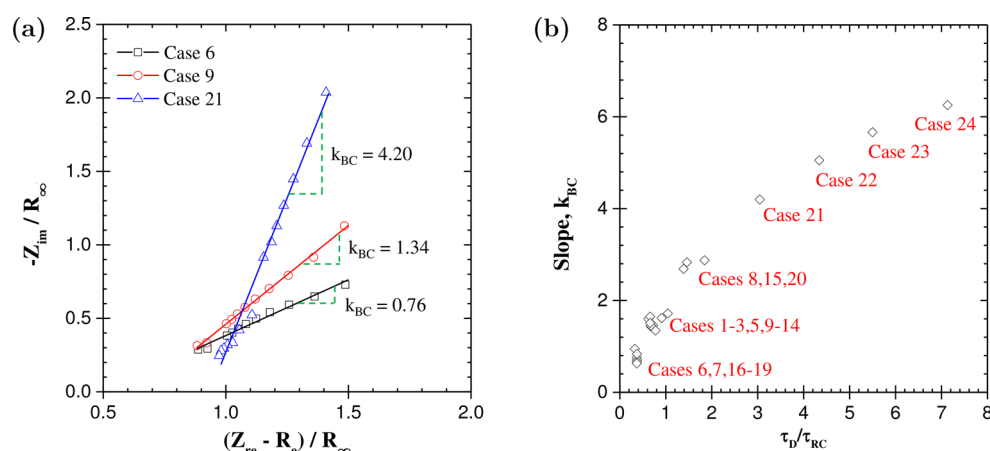 (a)
2.5
2.0
1.5
1.0
0.5
0.0
-Z_im / R_∞
Case 6
Case 9
Case 21
k_BC = 4.20
k_BC = 1.34
k_BC = 0.76
0.5
1.0
1.5
2.0
(Z_re - R_s) / R_∞
(b)
8
6
4
2
0
Slope, k_BC
Case 24
Case 23
Case 22
Case 21
Cases 8,15,20
Cases 1-3,5,9-14
Cases 6,7,16-19
0
1
2
3
4
5
6
7
8
τ_D/τ_RC